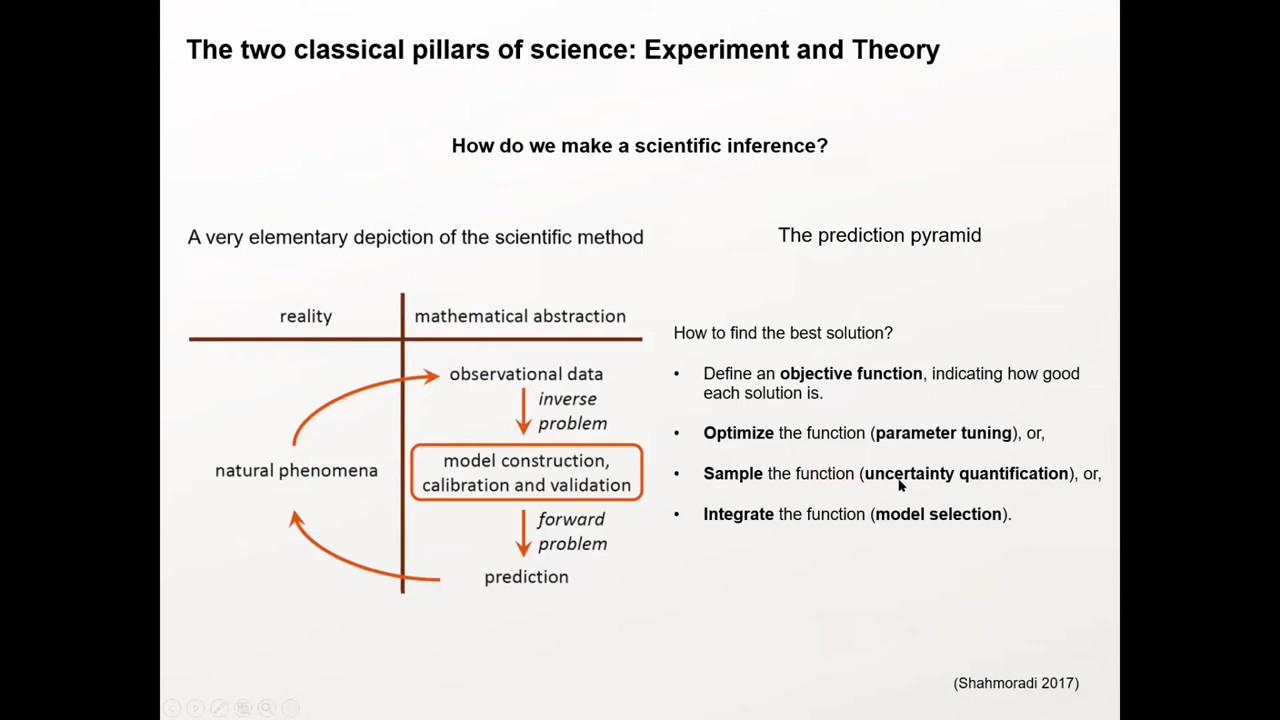 The two classical pillars of science: Experiment and Theory
How do we make a scientific inference?
A very elementary depiction of the scientific method
reality
mathematical abstraction
observational data
inverse
problem
natural phenomena
model construction,
calibration and validation
forward
problem
prediction
The prediction pyramid
How to find the best solution?
• Define an objective function, indicating how good
each solution is.
• Optimize the function (parameter tuning), or,
• Sample the function (uncertainty quantification), or,
• Integrate the function (model selection).
(Shahmoradi 2017)